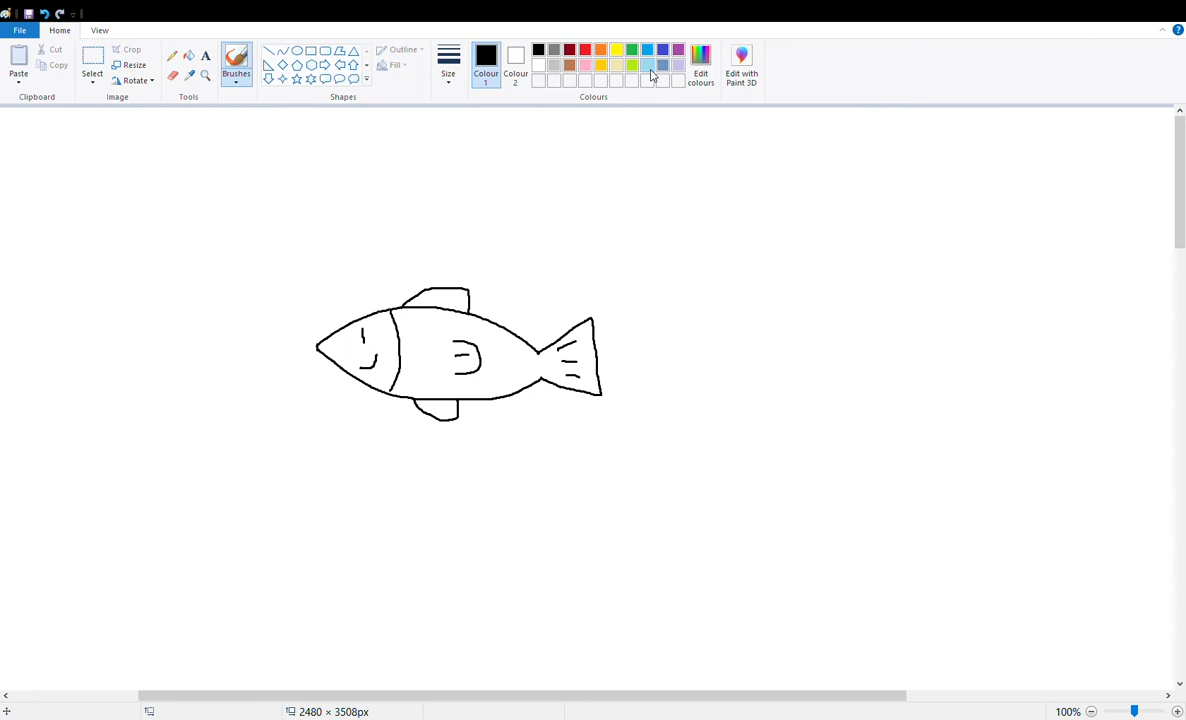 File Home View
Cut Crop Outline
Paste Copy Select Resize Brushes Size Colour 1 Colour 2 Edit colours Edit with Paint 3D
Rotate Fill
Clipboard Image Tools Shapes Colours
2480 × 3508px 100%